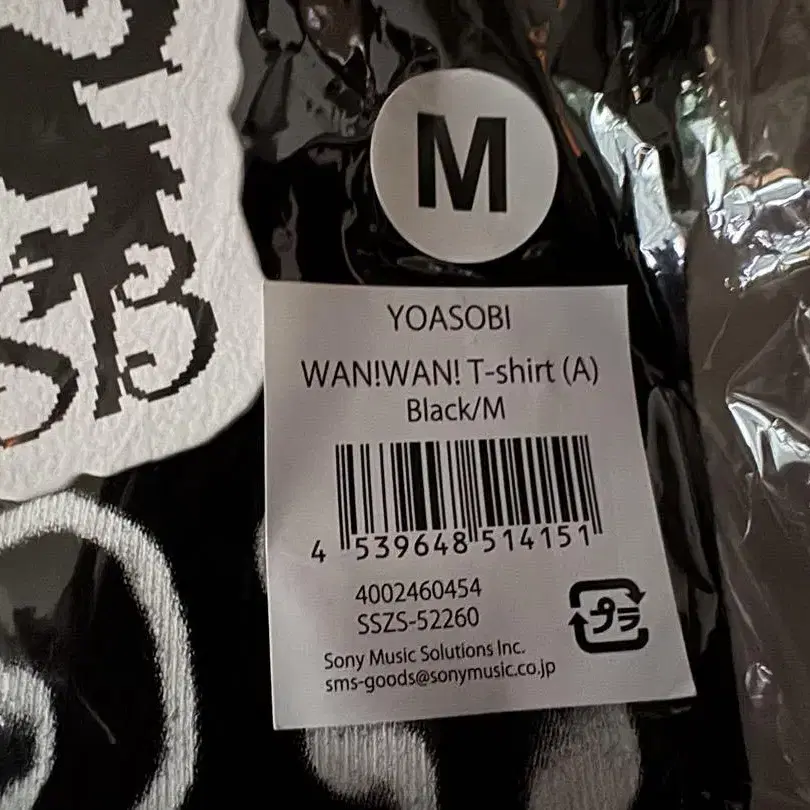 M
YOASOBI
WAN!WAN! T-shirt (A)
Black/M
4 539648 514151
4002460454
SSZS-52260
プラ
Sony Music Solutions Inc.
sms-goods@sonymusic.co.jp